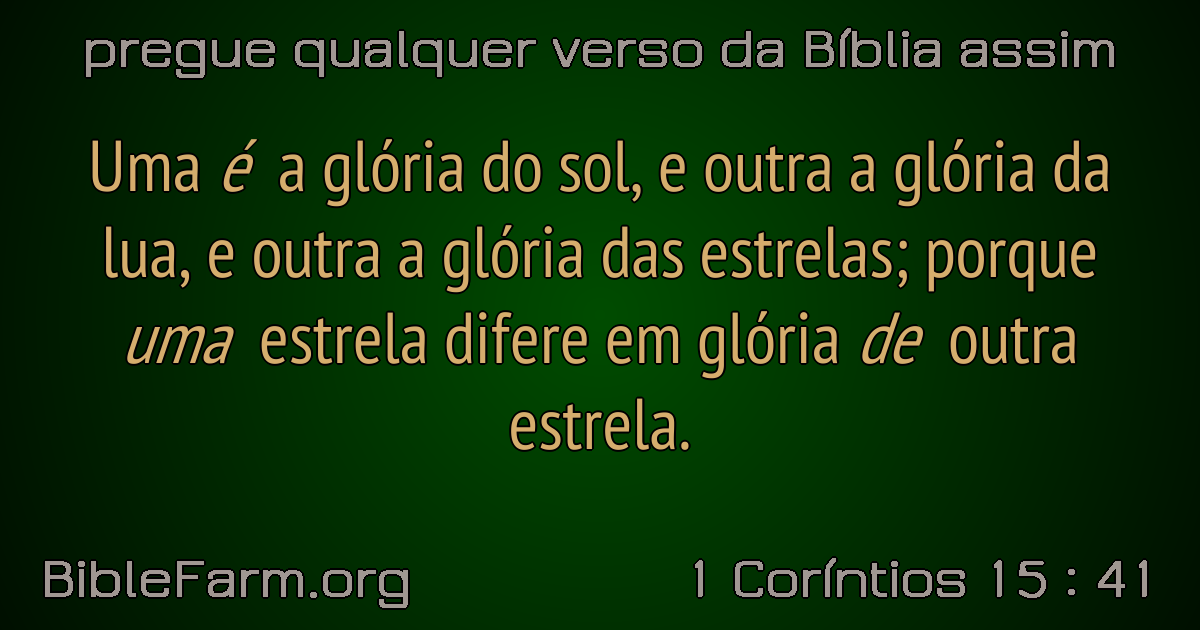 pregue qualquer verso da Bíblia assim
Uma é a glória do sol, e outra a glória da
lua, e outra a glória das estrelas; porque
uma estrela difere em glória de outra
estrela.
BibleFarm.org
1 Coríntios 15 : 41